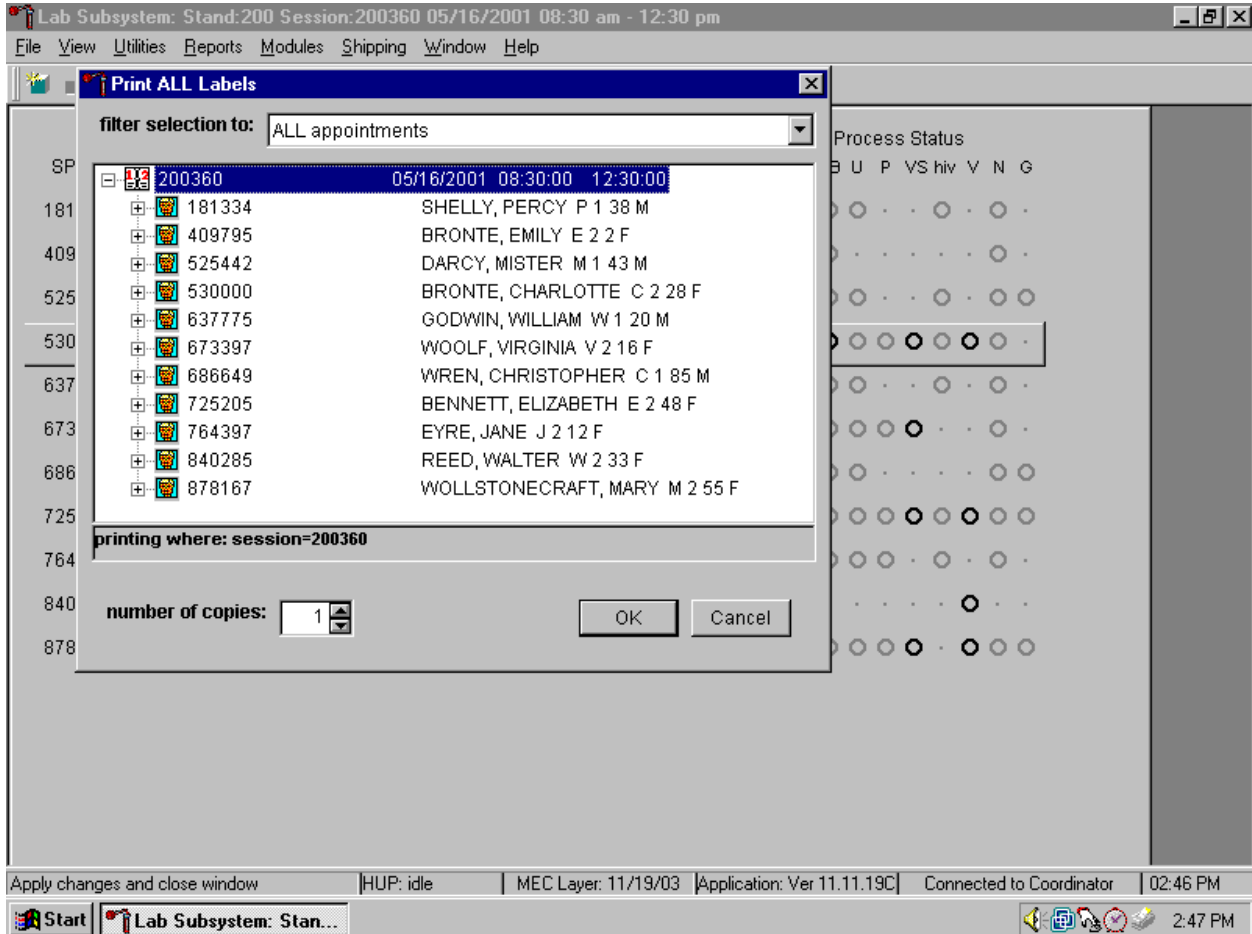 Lab Subsystem: Stand:200 Session:200360 05/16/2001 08:30 am - 12:30 pm
File View Utilities Reports Modules Shipping Window Help
Print ALL Labels
filter selection to: ALL appointments
Process Status
SP B U P VS hiv V N G
200360 05/16/2001 08:30:00 12:30:00
181 181334 SHELLY, PERCY P 1 38 M
409795 BRONTE, EMILY E 2 2 F
409
525442 DARCY, MISTER M 1 43 M
525 530000 BRONTE, CHARLOTTE C 2 28 F
637775 GODWIN, WILLIAM W 1 20 M
530 673397 WOOLF, VIRGINIA V 2 16 F
637 686649 WREN, CHRISTOPHER C 1 85 M
725205 BENNETT, ELIZABETH E 2 48 F
673 764397 EYRE, JANE J 2 12 F
840285 REED, WALTER W 2 33 F
686
878167 WOLLSTONECRAFT, MARY M 2 55 F
725
printing where: session=200360
764
840 number of copies: 1 OK Cancel
878
Apply changes and close window HUP: idle MEC Layer: 11/19/03 Application: Ver 11.11.19C Connected to Coordinator 02:46 PM
Start Lab Subsystem: Stan... 2:47 PM